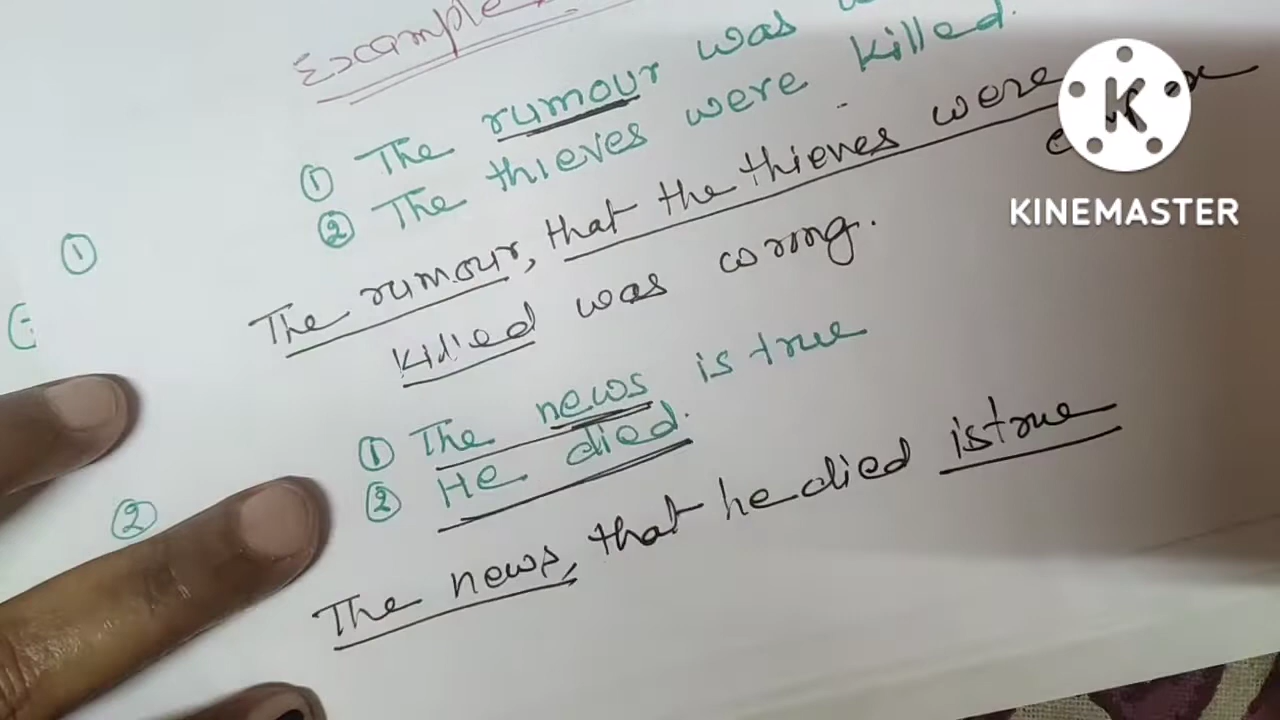 Example
① The rumour was
② The thieves were killed.
①
The rumour, that the thieves were
killed was wrong.
① The news is true
② He died.
②
The news, that he died is true
K
KINEMASTER